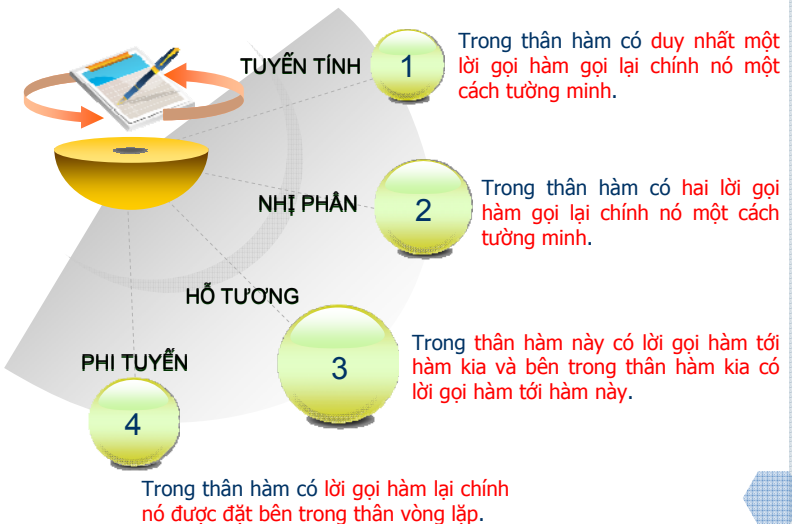 TUYẾN TÍNH
1
Trong thân hàm có duy nhất một
lời gọi hàm gọi lại chính nó một
cách tường minh.
NHỊ PHÂN
2
Trong thân hàm có hai lời gọi
hàm gọi lại chính nó một cách
tường minh.
HỖ TƯƠNG
3
Trong thân hàm này có lời gọi hàm tới
hàm kia và bên trong thân hàm kia có
lời gọi hàm tới hàm này.
PHI TUYẾN
4
Trong thân hàm có lời gọi hàm lại chính
nó được đặt bên trong thân vòng lặp.